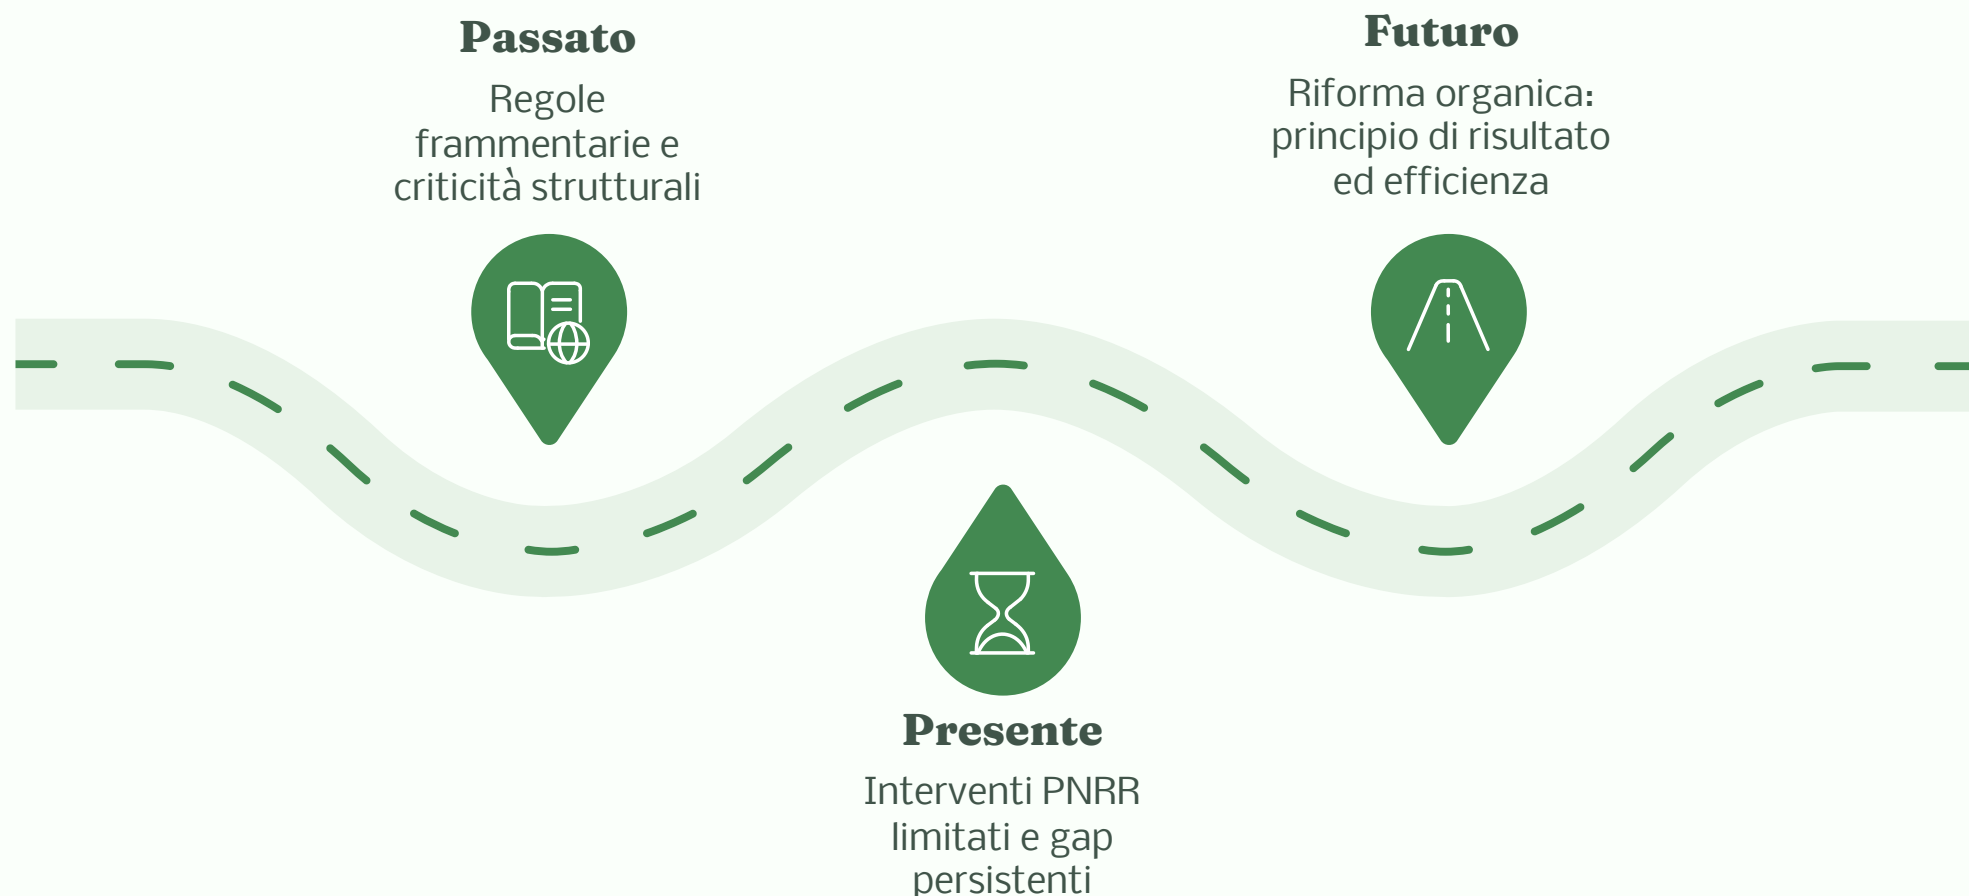 Passato
Regole
frammentarie e
criticità strutturali
Presente
Interventi PNRR
limitati e gap
persistenti
Futuro
Riforma organica:
principio di risultato
ed efficienza